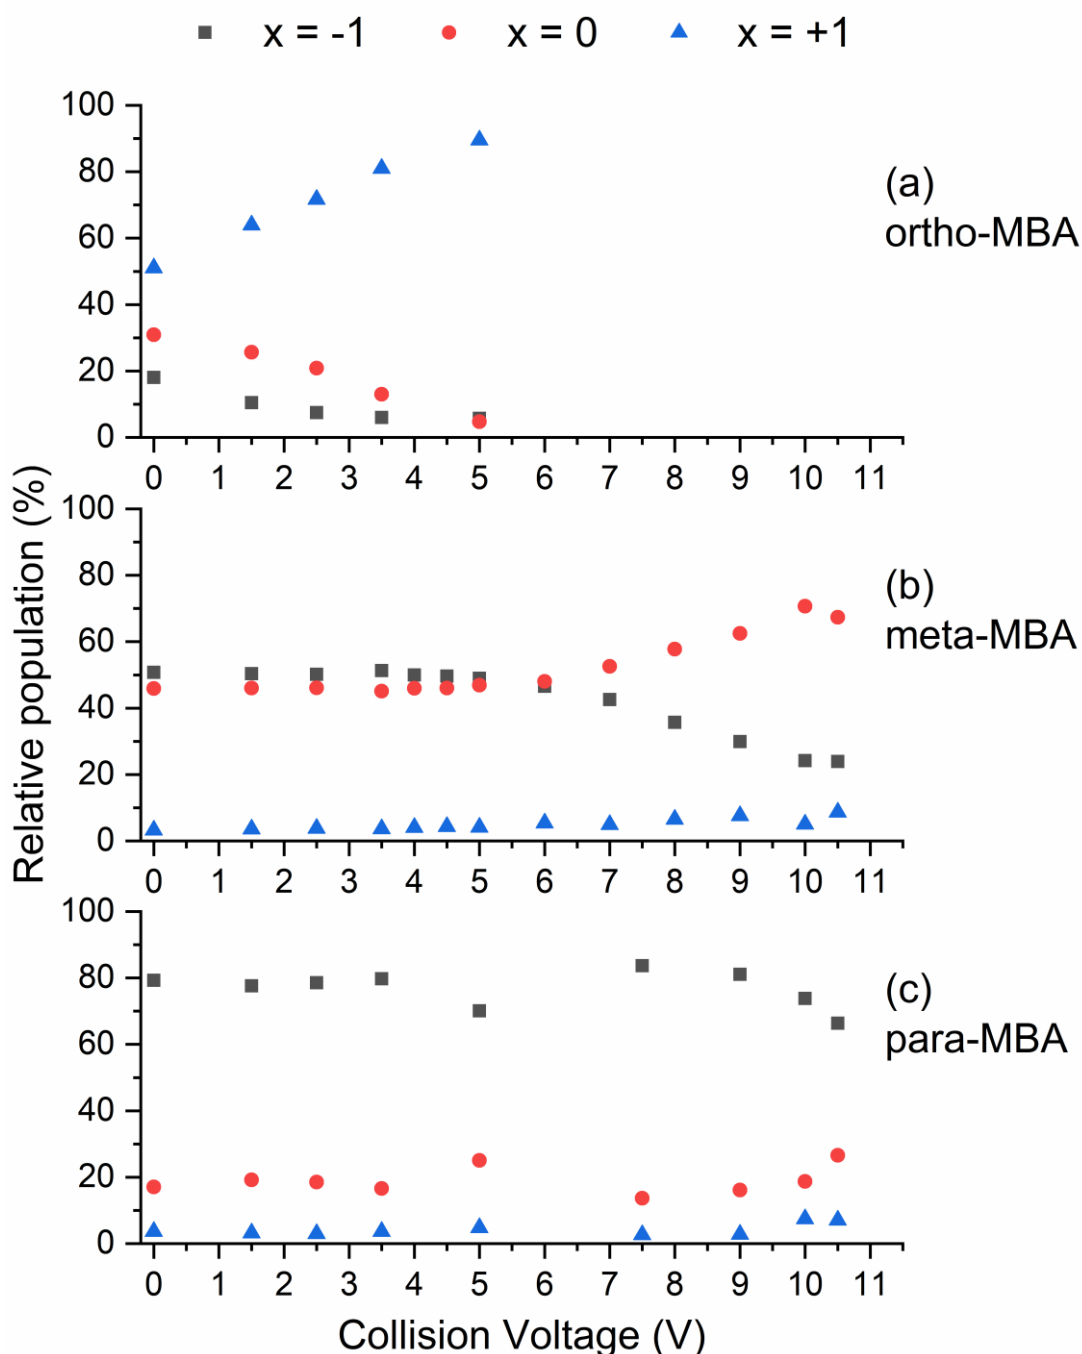 x = -1 x = 0 x = +1
100
80
60
40
20
0
(a)
ortho-MBA
0 1 2 3 4 5 6 7 8 9 10 11
Relative population (%)
100
80
60
40
20
0
(b)
meta-MBA
0 1 2 3 4 5 6 7 8 9 10 11
100
80
60
40
20
0
(c)
para-MBA
0 1 2 3 4 5 6 7 8 9 10 11
Collision Voltage (V)